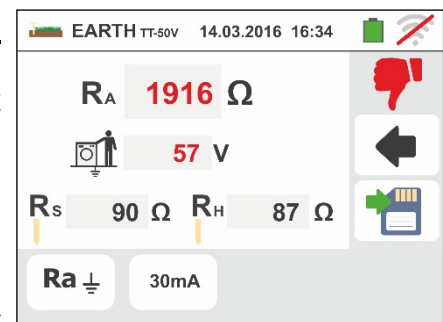 EARTH TT-50V 14.03.2016 16:34
RA 1916 Ω
57 V
RS 90 Ω RH 87 Ω
Ra 30mA